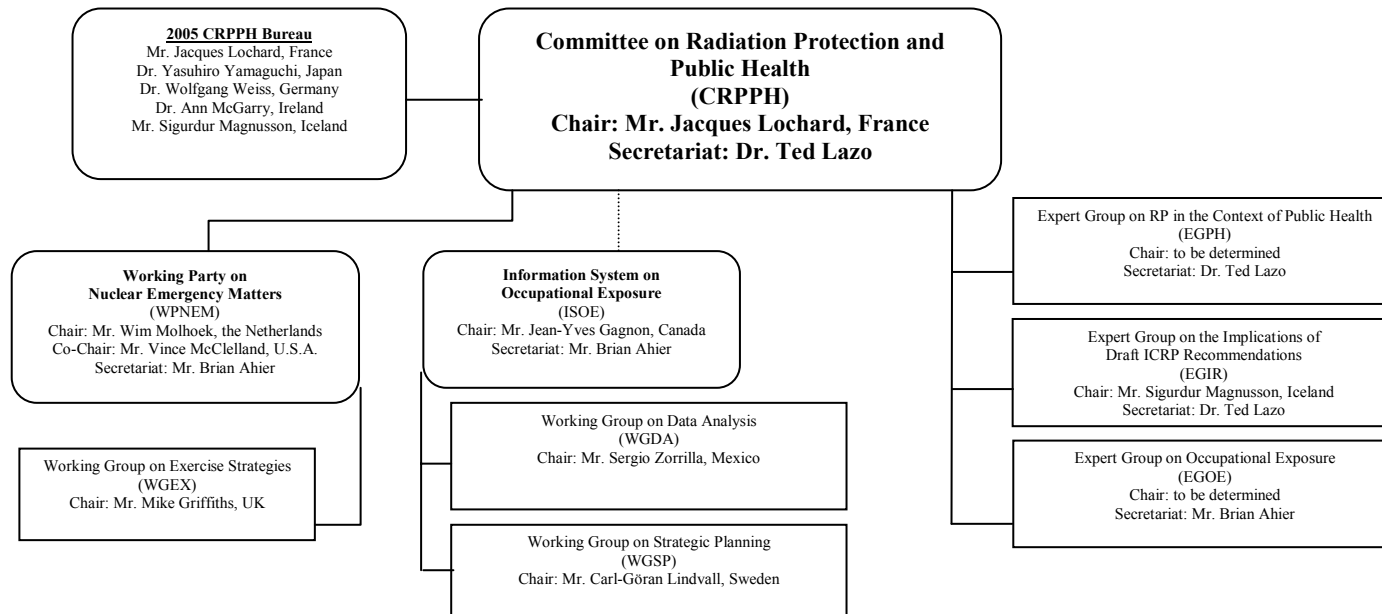 2005 CRPPH Bureau
Mr. Jacques Lochard, France
Dr. Yasuhiro Yamaguchi, Japan
Dr. Wolfgang Weiss, Germany
Dr. Ann McGarry, Ireland
Mr. Sigurdur Magnusson, Iceland
Committee on Radiation Protection and
Public Health
(CRPPH)
Chair: Mr. Jacques Lochard, France
Secretariat: Dr. Ted Lazo
Working Party on
Nuclear Emergency Matters
(WPNEM)
Chair: Mr. Wim Molhoek, the Netherlands
Co-Chair: Mr. Vince McClelland, U.S.A.
Secretariat: Mr. Brian Ahier
Working Group on Exercise Strategies
(WGEX)
Chair: Mr. Mike Griffiths, UK
Information System on
Occupational Exposure
(ISOE)
Chair: Mr. Jean-Yves Gagnon, Canada
Secretariat: Mr. Brian Ahier
Working Group on Data Analysis
(WGDA)
Chair: Mr. Sergio Zorrilla, Mexico
Working Group on Strategic Planning
(WGSP)
Chair: Mr. Carl-Göran Lindvall, Sweden
Expert Group on RP in the Context of Public Health
(EGPH)
Chair: to be determined
Secretariat: Dr. Ted Lazo
Expert Group on the Implications of
Draft ICRP Recommendations
(EGIR)
Chair: Mr. Sigurdur Magnusson, Iceland
Secretariat: Dr. Ted Lazo
Expert Group on Occupational Exposure
(EGOE)
Chair: to be determined
Secretariat: Mr. Brian Ahier